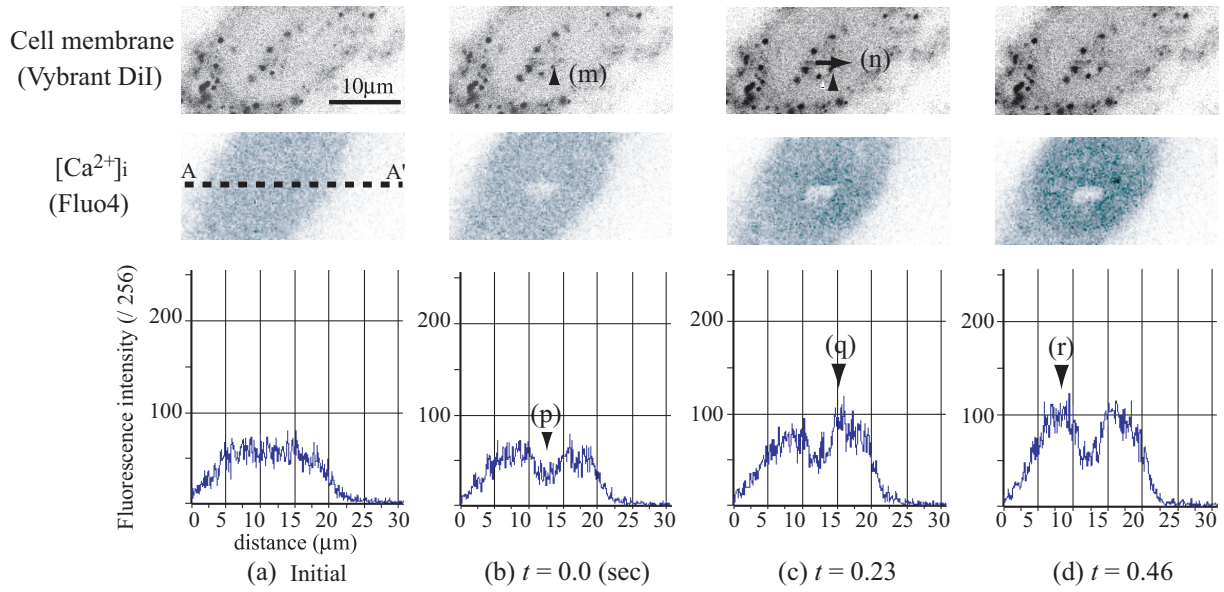 Cell membrane
(Vybrant DiI)
10μm
(m)
(n)
[Ca²⁺]i
(Fluo4)
A A'
Fluorescence intensity (/ 256)
200
100
0 5 10 15 20 25 30
distance (μm)
(a) Initial
200
100
(p)
0 5 10 15 20 25 30
(b) t = 0.0 (sec)
200
100
(q)
0 5 10 15 20 25 30
(c) t = 0.23
200
100
(r)
0 5 10 15 20 25 30
(d) t = 0.46